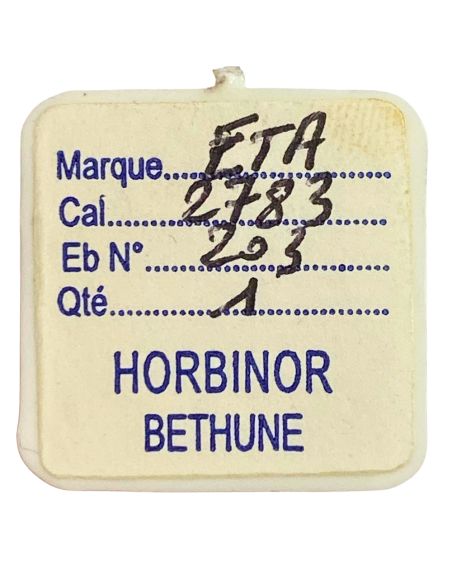 Marque......ETA......
Cal......2783......
Eb N°......203......
Qté......1......
HORBINOR
BETHUNE